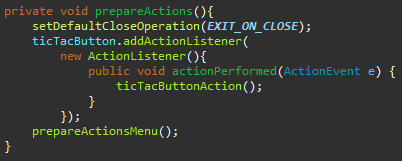 private void prepareActions(){
    setDefaultCloseOperation(EXIT_ON_CLOSE);
    ticTacButton.addActionListener(
        new ActionListener(){
            public void actionPerformed(ActionEvent e) {
                ticTacButtonAction();
            }
        });
    prepareActionsMenu();
}